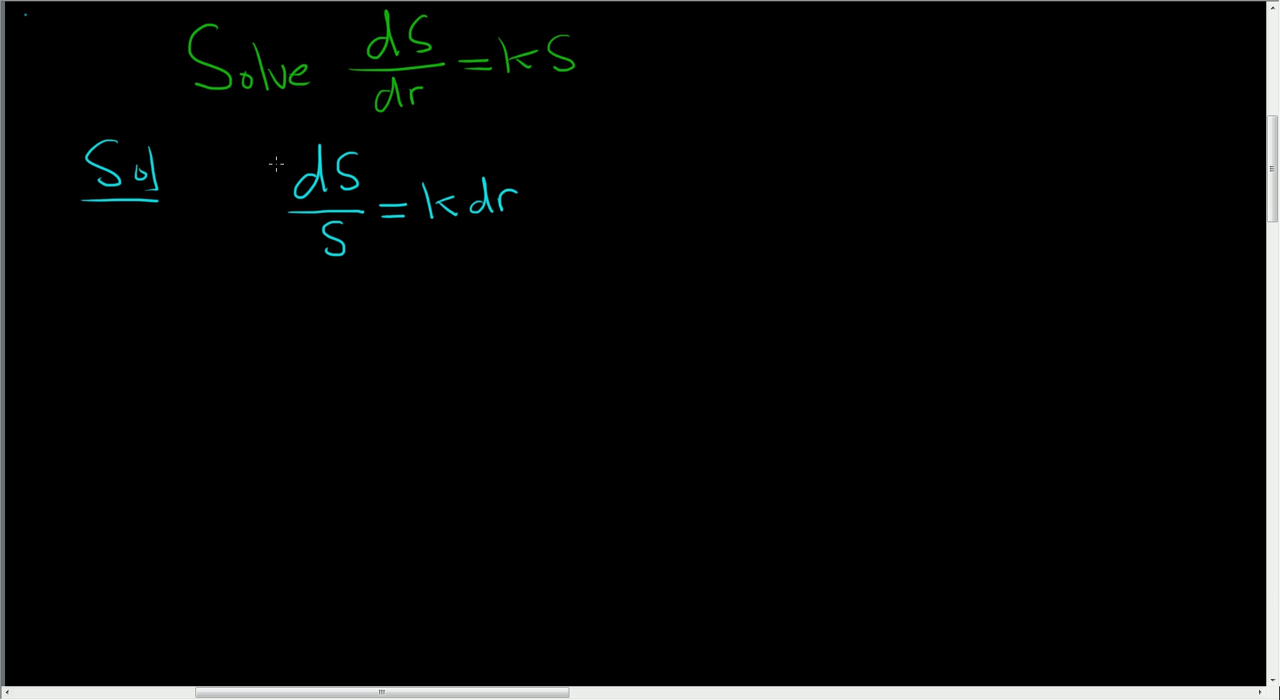 Solve dS/dr = kS
Sol dS/S = k dr